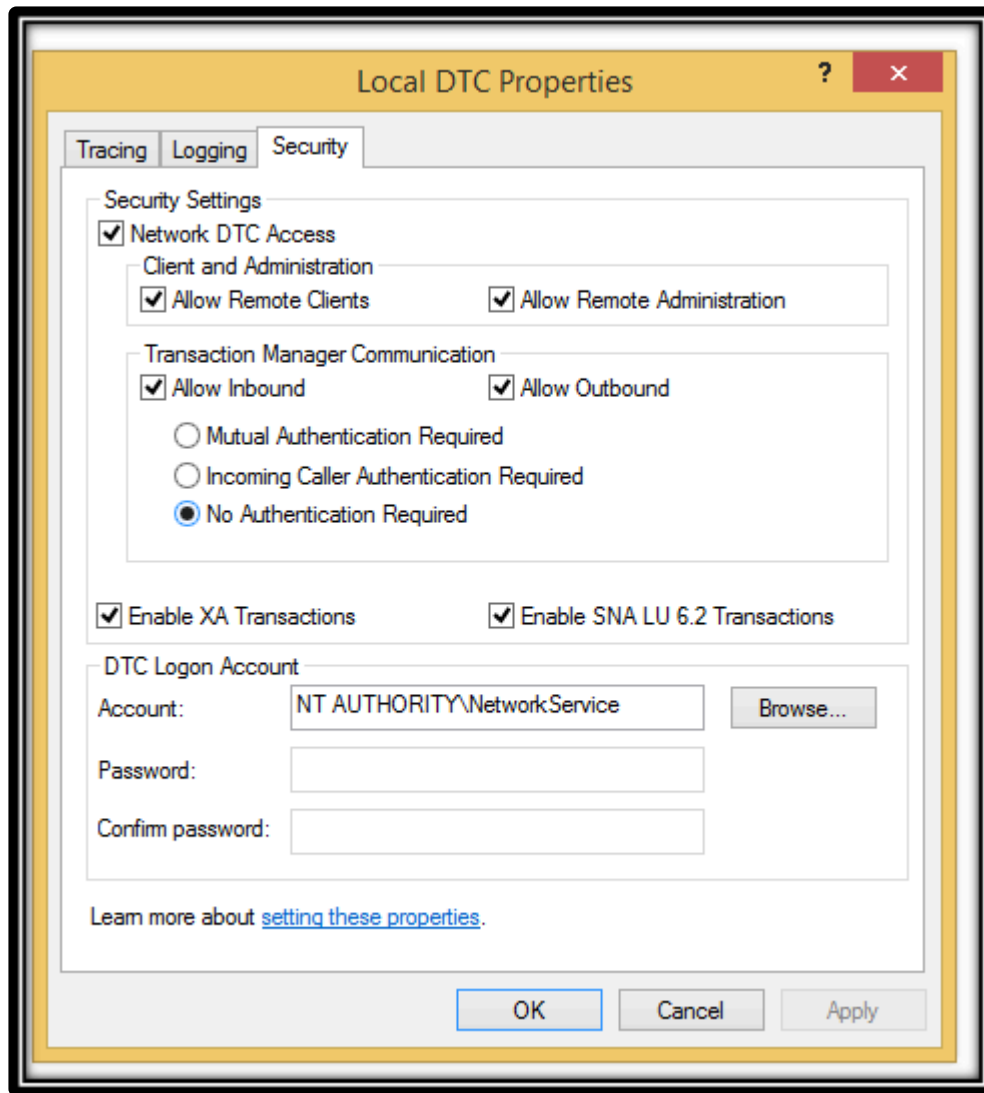 Local DTC Properties ?
Tracing Logging Security
Security Settings
Network DTC Access
Client and Administration
Allow Remote Clients Allow Remote Administration
Transaction Manager Communication
Allow Inbound Allow Outbound
Mutual Authentication Required
Incoming Caller Authentication Required
No Authentication Required
Enable XA Transactions Enable SNA LU 6.2 Transactions
DTC Logon Account
Account: NT AUTHORITY\NetworkService Browse...
Password:
Confirm password:
Learn more about setting these properties.
OK Cancel Apply